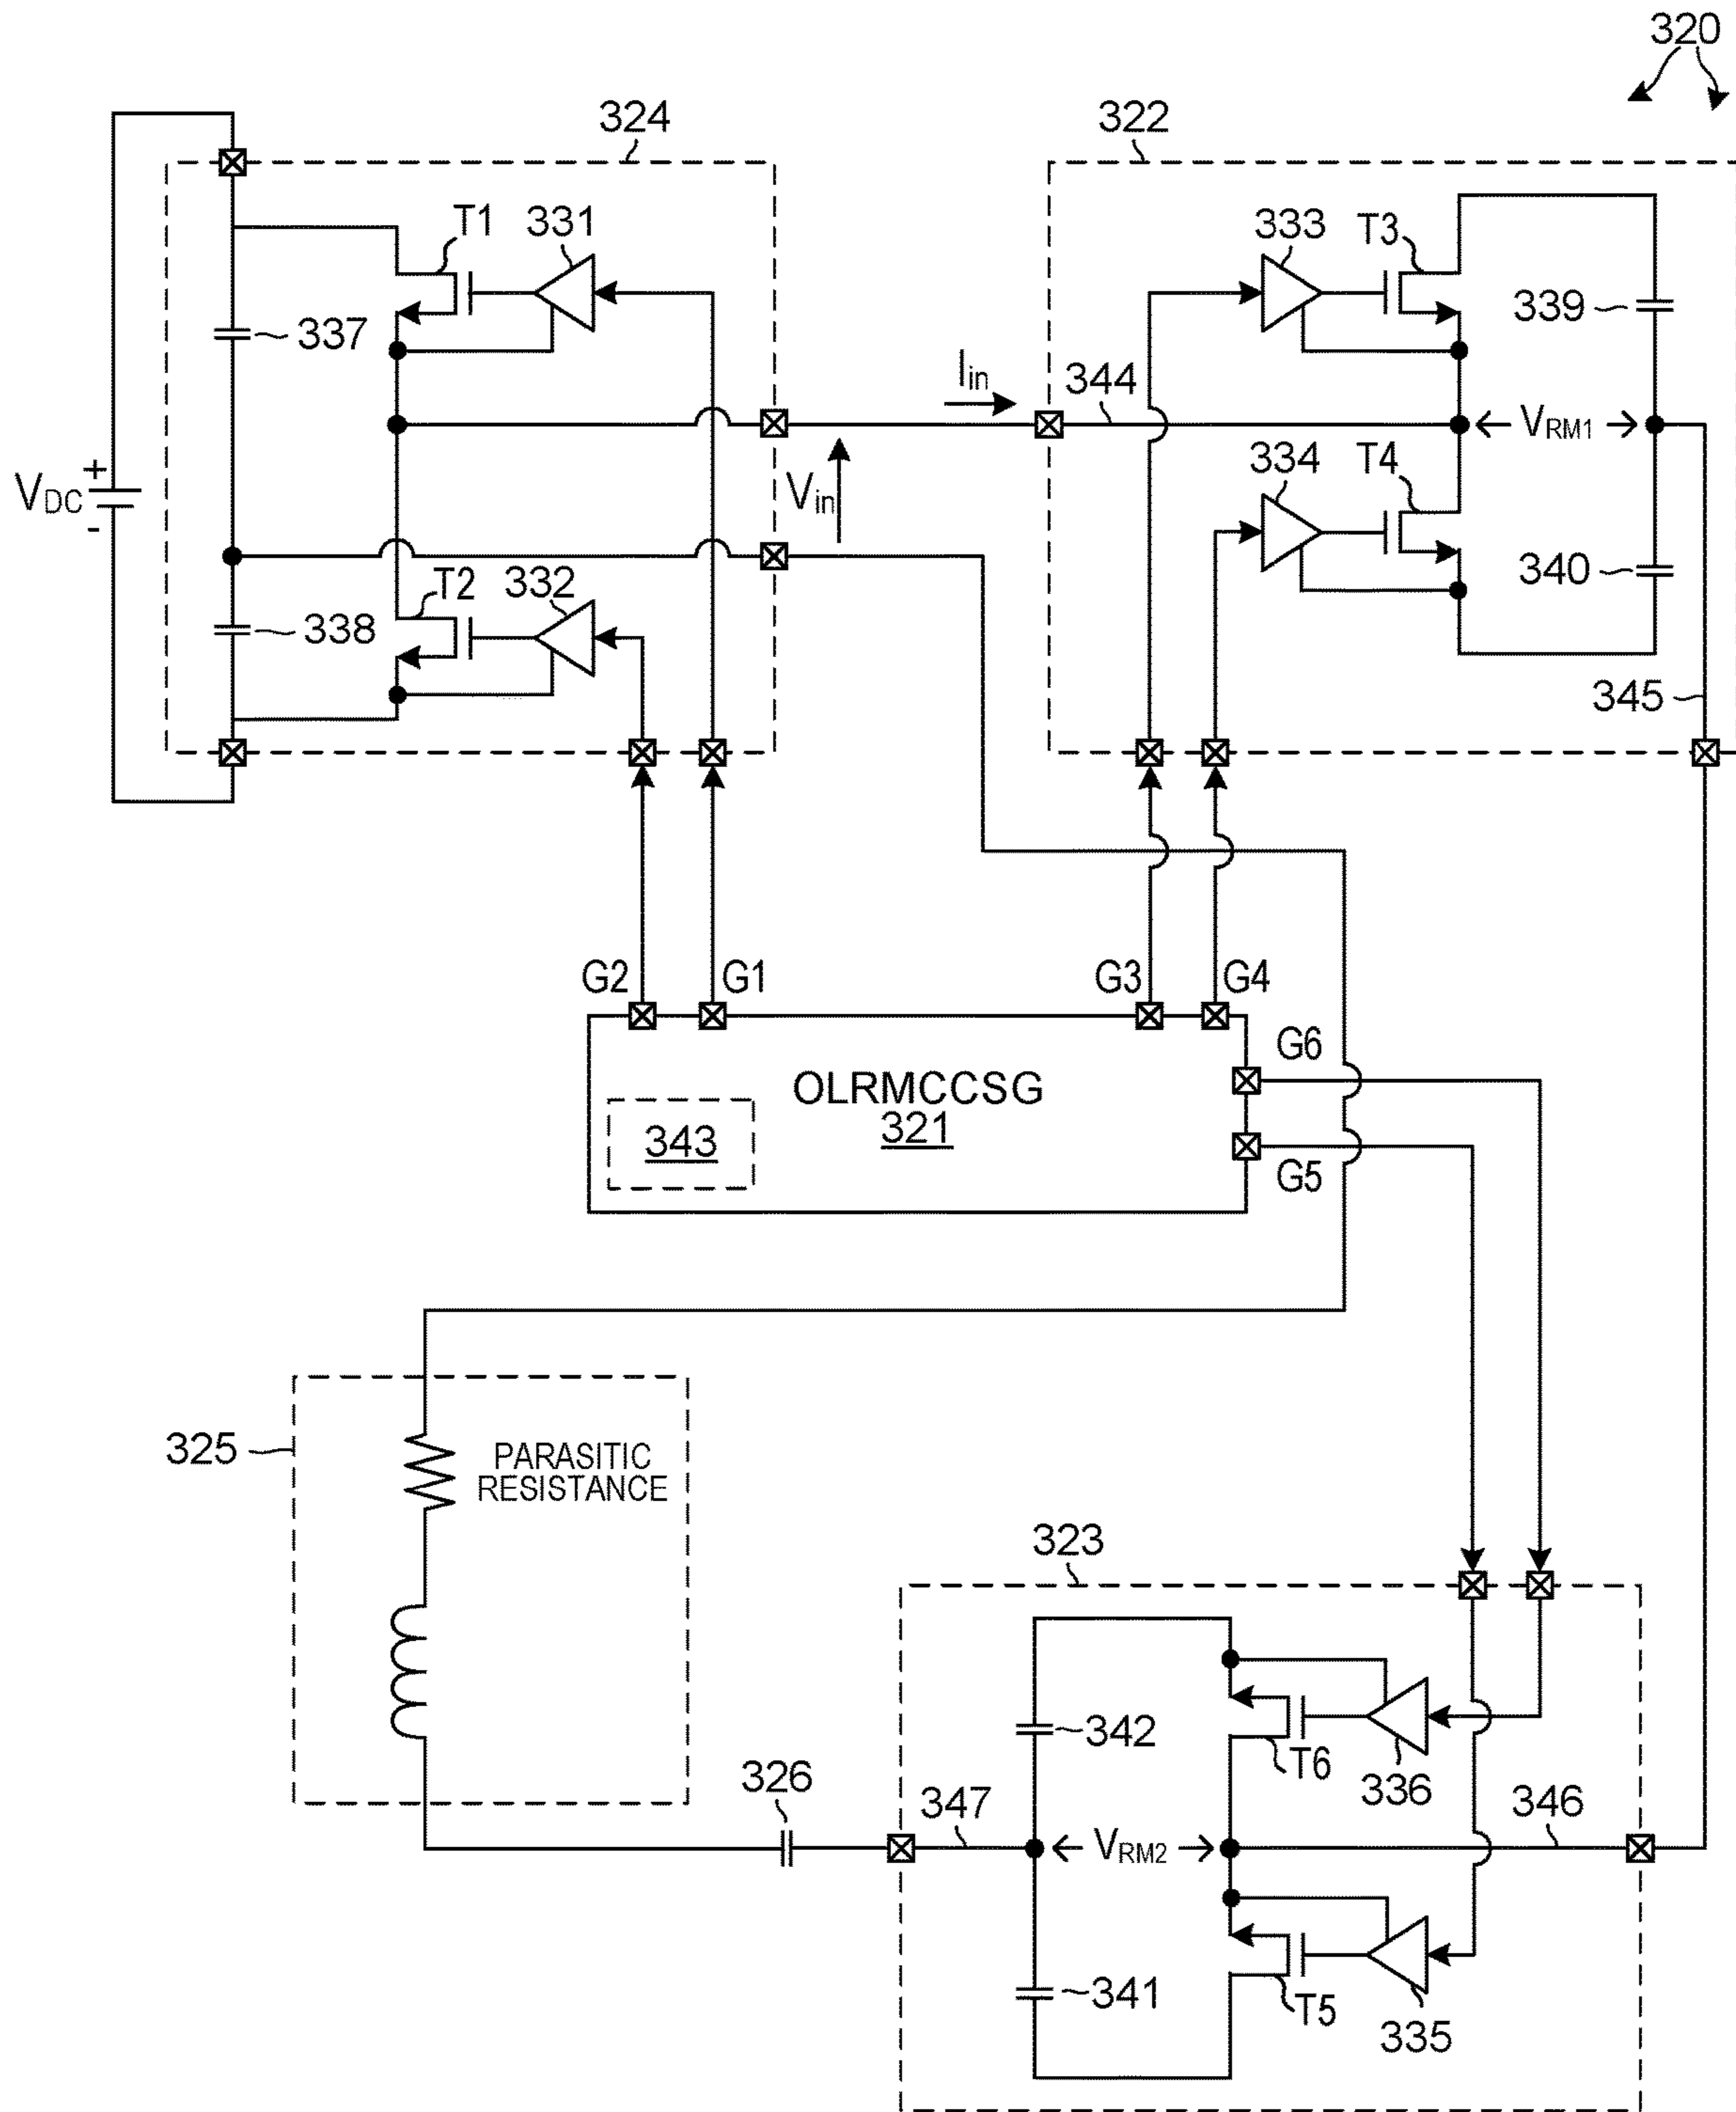 320
324
322
T1
331
333
T3
337
339
Iin
344
VRM1
334
T4
VDC
+
-
Vin
T2
332
340
338
345
G2
G1
G3
G4
G6
OLRMCCSG
321
343
G5
325
PARASITIC
RESISTANCE
323
342
T6
336
326
347
VRM2
346
341
T5
335